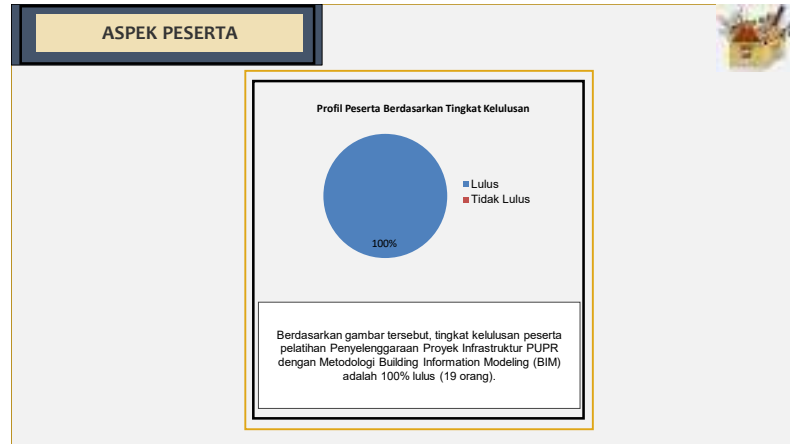 ASPEK PESERTA
Profil Peserta Berdasarkan Tingkat Kelulusan
Lulus
Tidak Lulus
100%
Berdasarkan gambar tersebut, tingkat kelulusan peserta
pelatihan Penyelenggaraan Proyek Infrastruktur PUPR
dengan Metodologi Building Information Modeling (BIM)
adalah 100% lulus (19 orang).